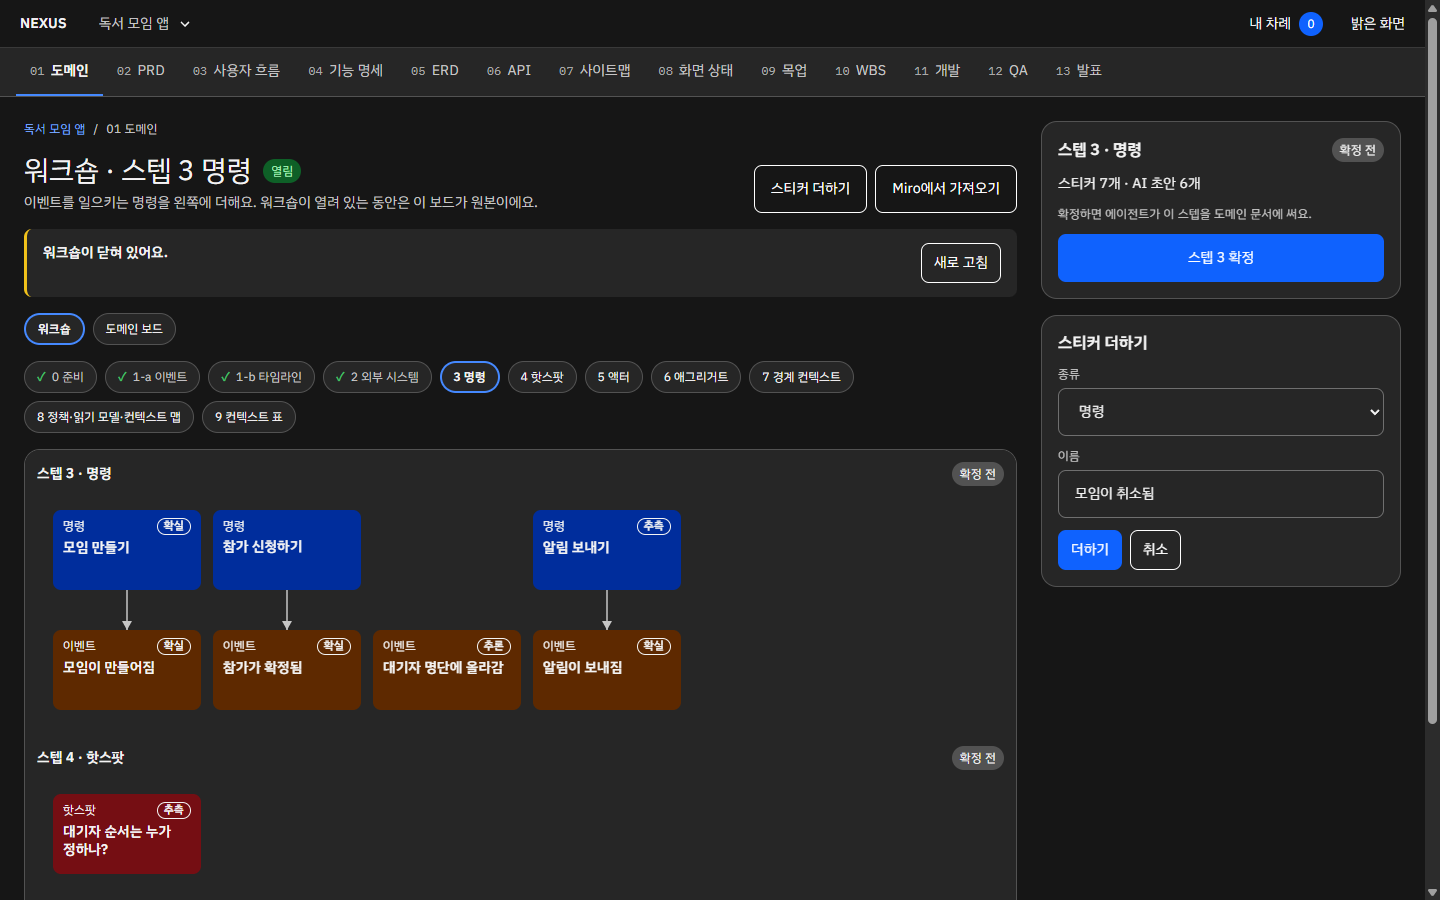 NEXUS
독서 모임 앱
내 차례 0
밝은 화면
01 도메인
02 PRD
03 사용자 흐름
04 기능 명세
05 ERD
06 API
07 사이트맵
08 화면 상태
09 목업
10 WBS
11 개발
12 QA
13 발표
독서 모임 앱 / 01 도메인
워크숍 · 스텝 3 명령 열림
이벤트를 일으키는 명령을 왼쪽에 더해요. 워크숍이 열려 있는 동안은 이 보드가 원본이에요.
스티커 더하기
Miro에서 가져오기
워크숍이 닫혀 있어요.
새로 고침
워크숍
도메인 보드
✓ 0 준비
✓ 1-a 이벤트
✓ 1-b 타임라인
✓ 2 외부 시스템
3 명령
4 핫스팟
5 액터
6 애그리거트
7 경계 컨텍스트
8 정책·읽기 모델·컨텍스트 맵
9 컨텍스트 표
스텝 3 · 명령
확정 전
명령 확실
모임 만들기
명령
참가 신청하기
명령 추측
알림 보내기
이벤트 확실
모임이 만들어짐
이벤트 확실
참가가 확정됨
이벤트 추론
대기자 명단에 올라감
이벤트 확실
알림이 보내짐
스텝 4 · 핫스팟
확정 전
핫스팟 추측
대기자 순서는 누가
정하나?
스텝 3 · 명령
확정 전
스티커 7개 · AI 초안 6개
확정하면 에이전트가 이 스텝을 도메인 문서에 써요.
스텝 3 확정
스티커 더하기
종류
명령
이름
모임이 취소됨
더하기
취소